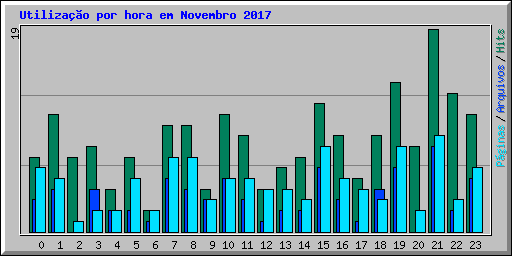 Utilização por hora em Novembro 2017
19
Páginas / Arquivos / Hits
0 1 2 3 4 5 6 7 8 9 10 11 12 13 14 15 16 17 18 19 20 21 22 23